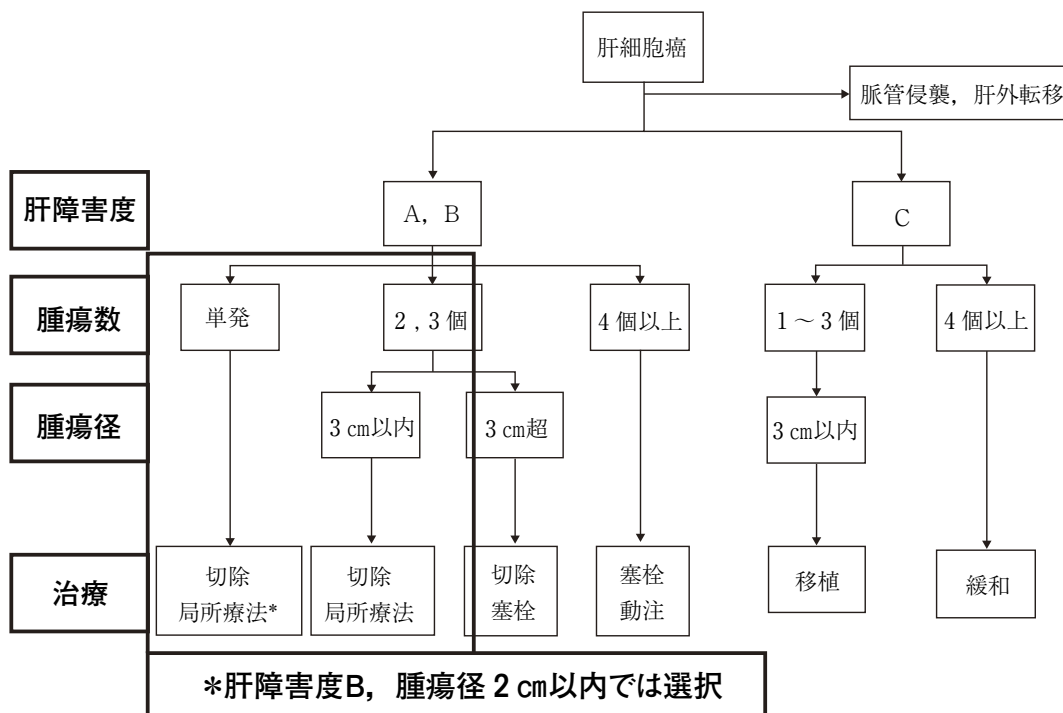 肝細胞癌
脈管侵襲，肝外転移
肝障害度
A，B
C
腫瘍数
単発
2，3個
4個以上
1～3個
4個以上
腫瘍径
3㎝以内
3㎝超
3㎝以内
治療
切除
局所療法*
切除
局所療法
切除
塞栓
塞栓
動注
移植
緩和
*肝障害度B，腫瘍径2㎝以内では選択